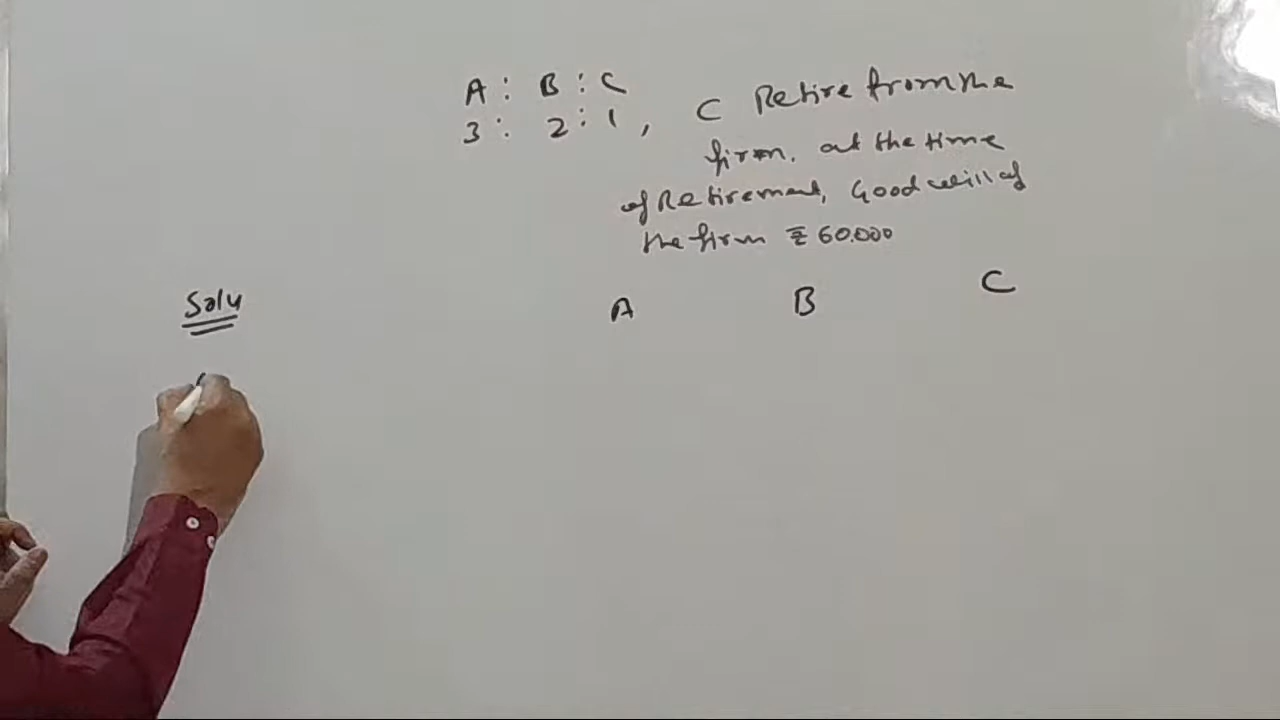 A : B : C
3 : 2 : 1 , C Retire from the
firm. at the time
of Retirement, Goodwill of
the firm ₹ 60.000
A B C
Solu